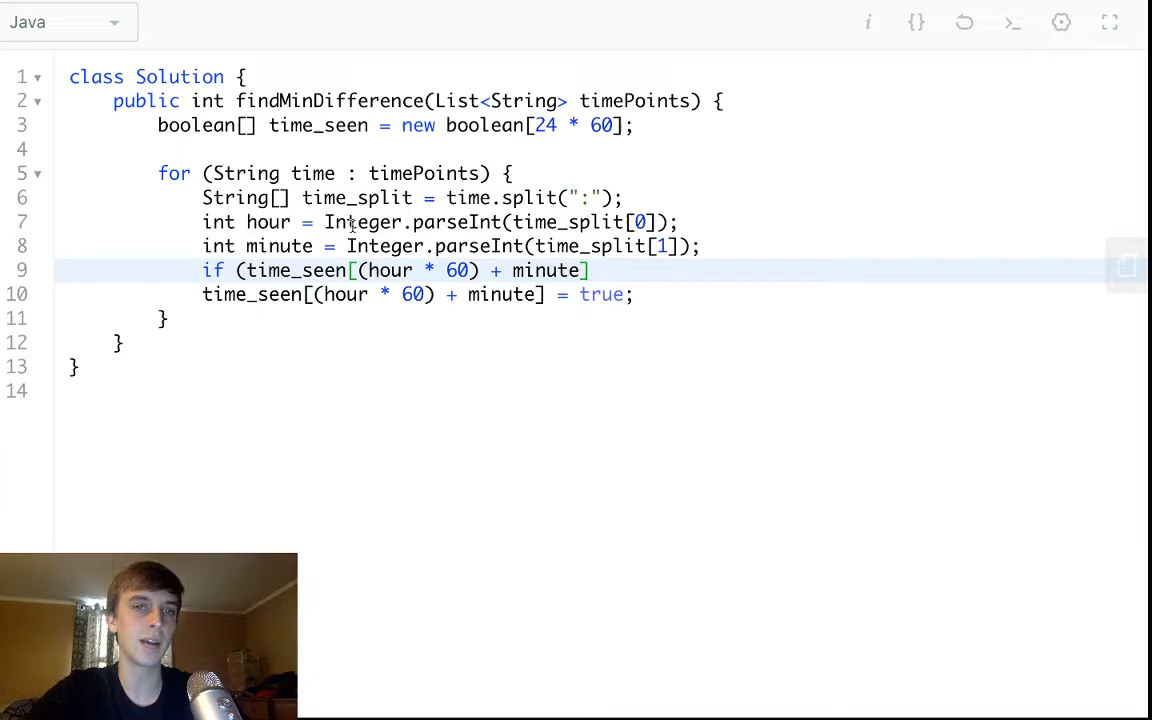 Java
i {} >_
1 class Solution {
2 public int findMinDifference(List<String> timePoints) {
3 boolean[] time_seen = new boolean[24 * 60];
4
5 for (String time : timePoints) {
6 String[] time_split = time.split(":");
7 int hour = Integer.parseInt(time_split[0]);
8 int minute = Integer.parseInt(time_split[1]);
9 if (time_seen[(hour * 60) + minute]
10 time_seen[(hour * 60) + minute] = true;
11 }
12 }
13 }
14